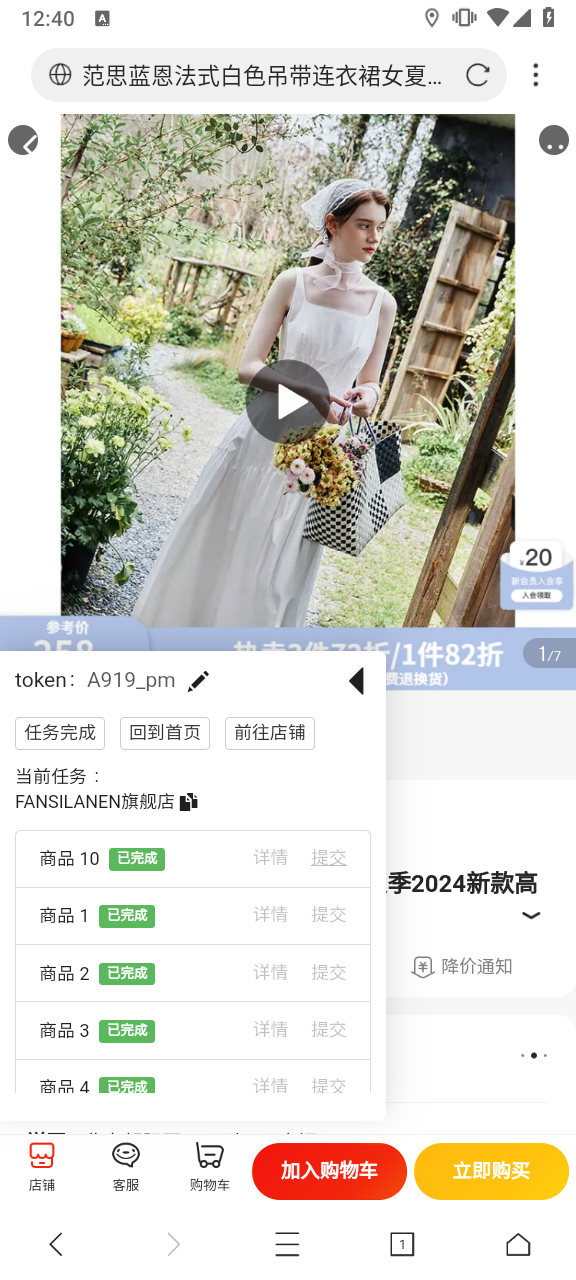 12:40
A
范思蓝恩法式白色吊带连衣裙女夏...
¥20
新会员入会享
入会领取
参考价
258
热卖2件72折/1件82折
费退换货）
1/7
token： A919_pm
任务完成 回到首页 前往店铺
当前任务：
FANSILANEN旗舰店
商品 10 已完成 详情 提交
季2024新款高
商品 1 已完成 详情 提交
商品 2 已完成 详情 提交
降价通知
商品 3 已完成 详情 提交
商品 4 已完成 详情 提交
店铺 客服 购物车 加入购物车 立即购买
1